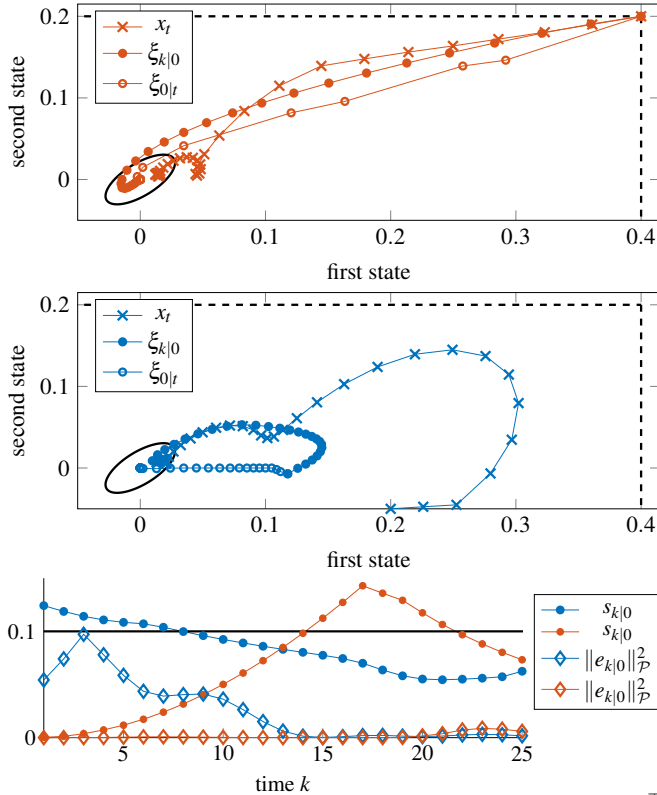 0.2
0.1
0
second state
x_t
ξ_{k|0}
ξ_{0|t}
0 0.1 0.2 0.3 0.4
first state
0.2
0.1
0
second state
x_t
ξ_{k|0}
ξ_{0|t}
0 0.1 0.2 0.3 0.4
first state
0.1
0
5 10 15 20 25
time k
s_{k|0}
s_{k|0}
||e_{k|0}||²_𝒫
||e_{k|0}||²_𝒫